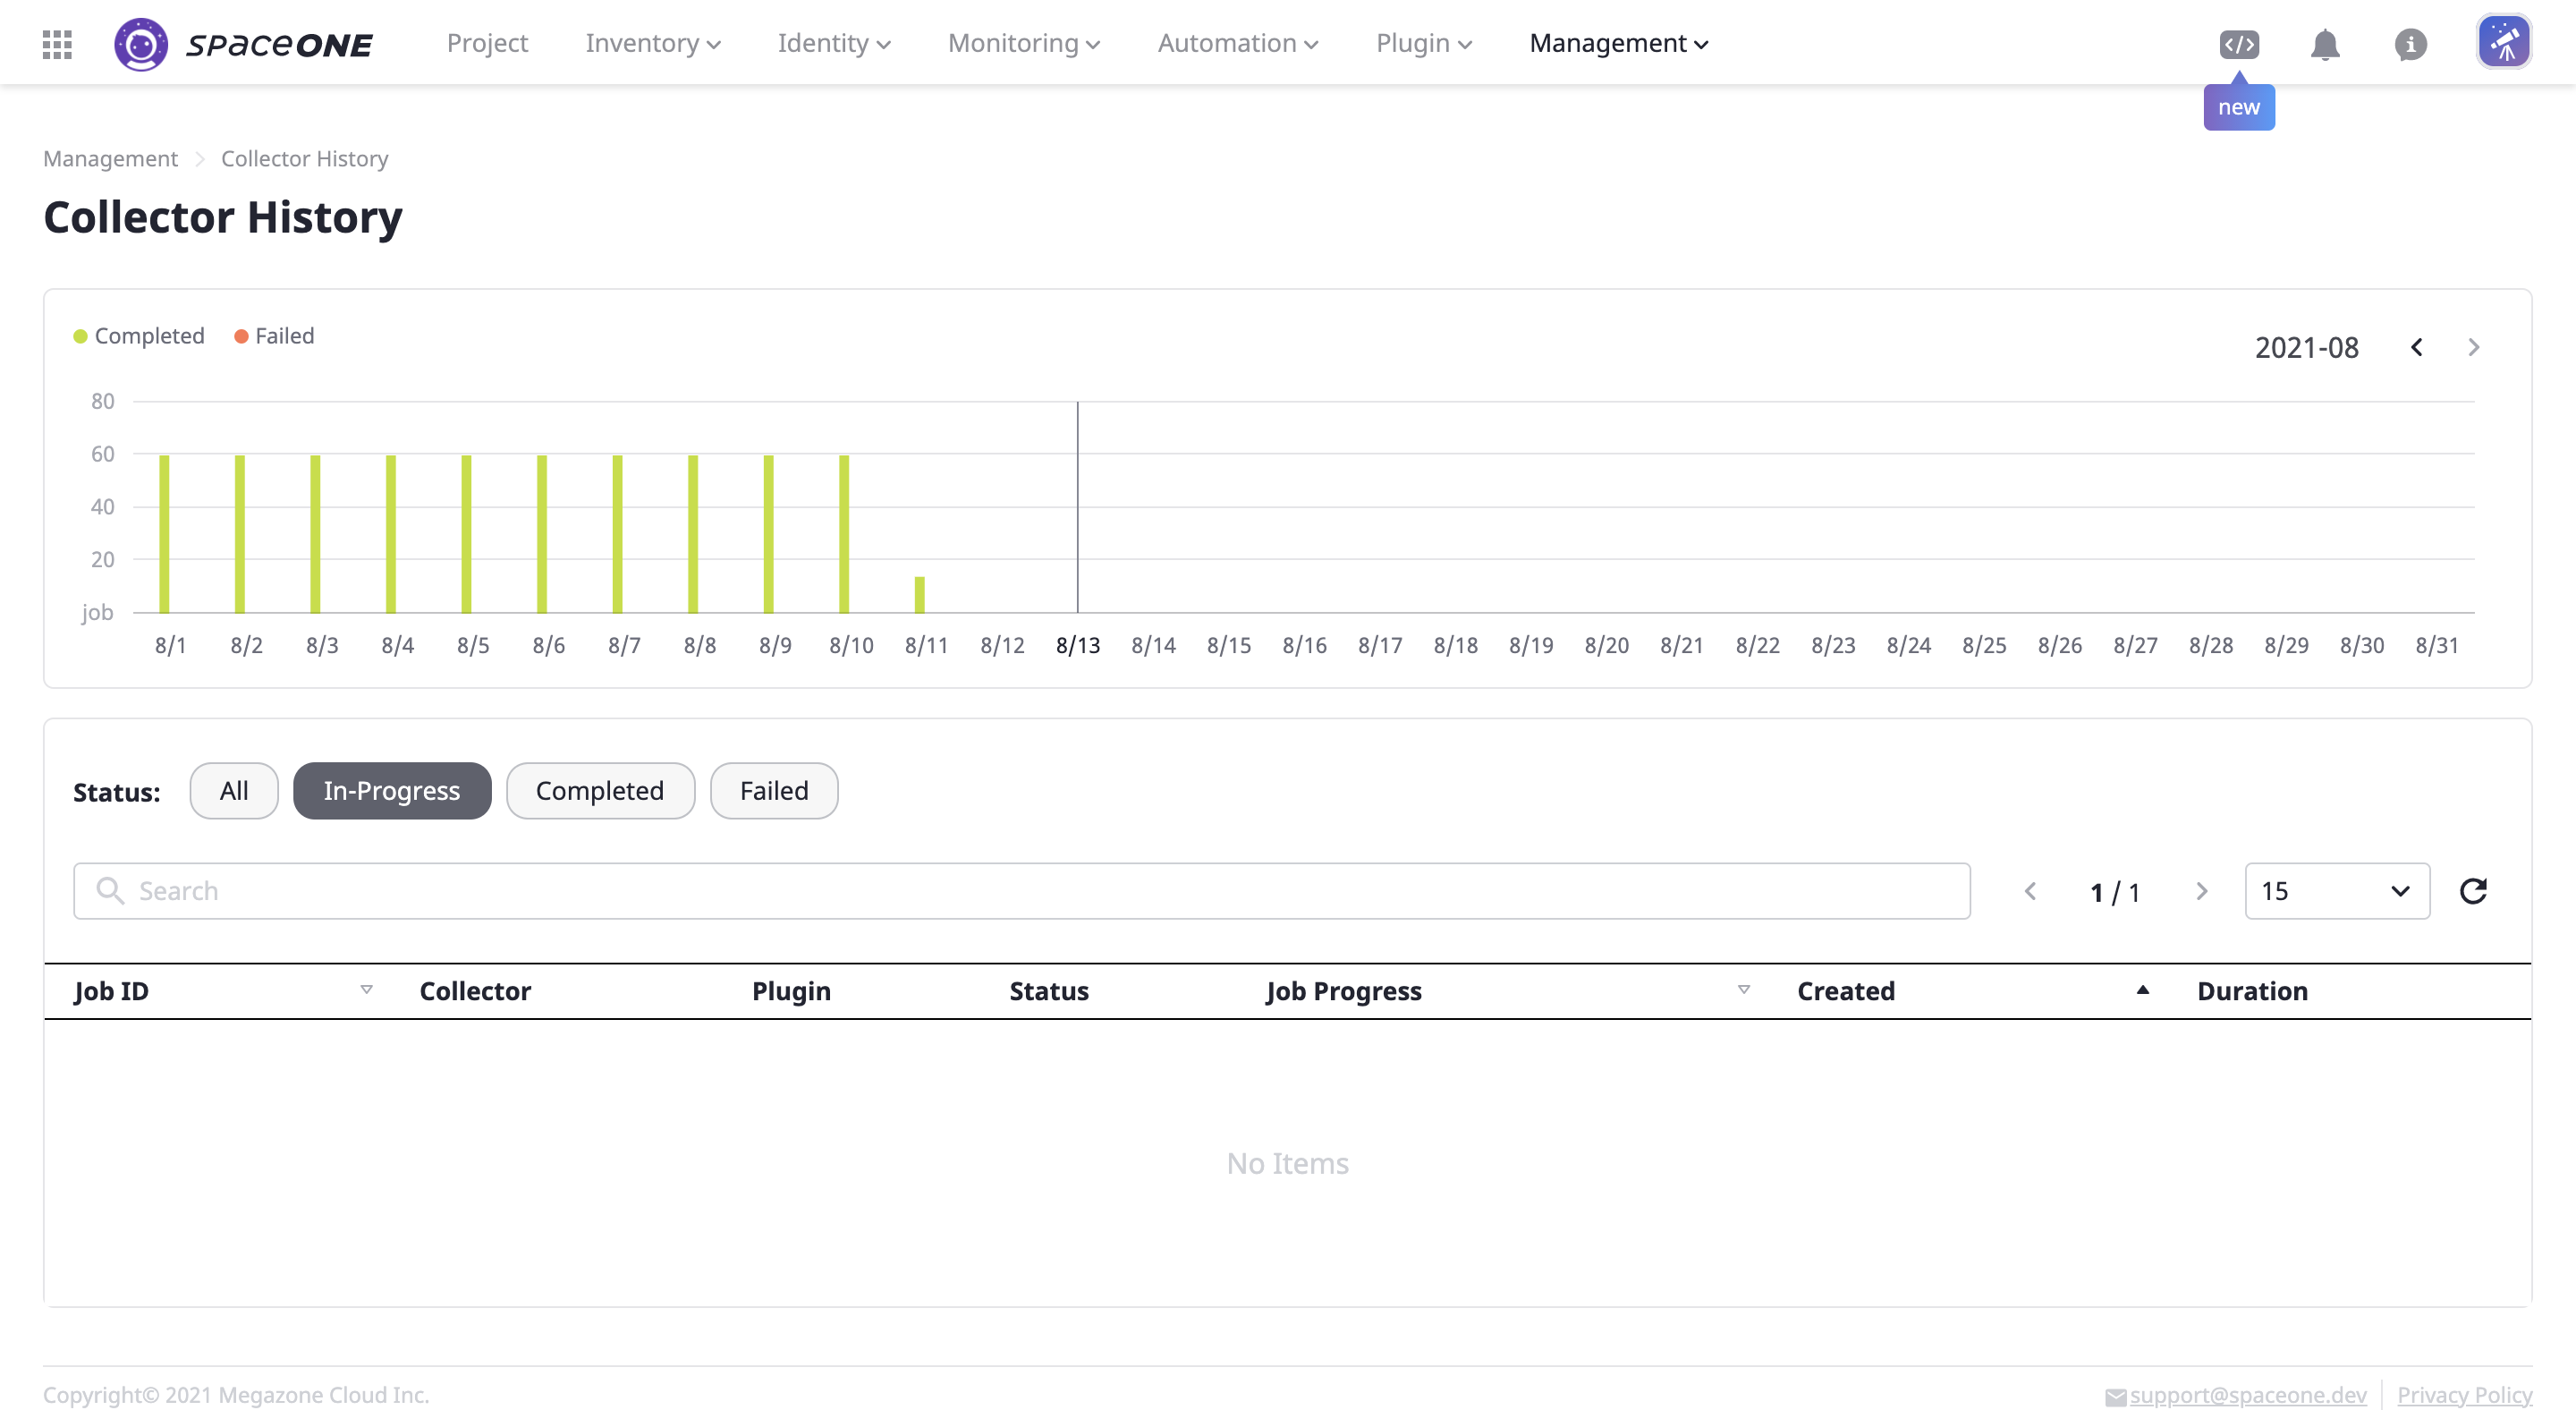 spaceONE Project Inventory Identity Monitoring Automation Plugin Management
new
Management Collector History
Collector History
Completed Failed
2021-08
80
60
40
20
job
8/1 8/2 8/3 8/4 8/5 8/6 8/7 8/8 8/9 8/10 8/11 8/12 8/13 8/14 8/15 8/16 8/17 8/18 8/19 8/20 8/21 8/22 8/23 8/24 8/25 8/26 8/27 8/28 8/29 8/30 8/31
Status: All In-Progress Completed Failed
Search 1 / 1 15
Job ID Collector Plugin Status Job Progress Created Duration
No Items
Copyright© 2021 Megazone Cloud Inc. support@spaceone.dev Privacy Policy